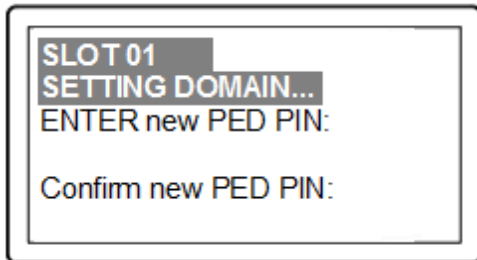 SLOT 01
SETTING DOMAIN...
ENTER new PED PIN:
Confirm new PED PIN: